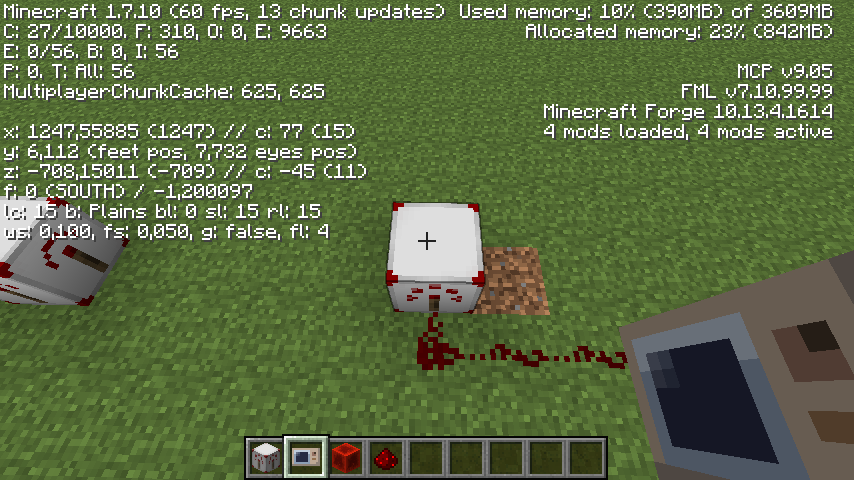 Minecraft 1.7.10 (60 fps, 13 chunk updates)
C: 27/10000. F: 310, O: 0, E: 9663
E: 0/56. B: 0, I: 56
P: 0. T: All: 56
MultiplayerChunkCache: 625, 625
x: 1247,55885 (1247) // c: 77 (15)
y: 6,112 (feet pos, 7,732 eyes pos)
z: -708,15011 (-709) // c: -45 (11)
f: 0 (SOUTH) / -1,200097
lc: 15 b: Plains bl: 0 sl: 15 rl: 15
ws: 0,100, fs: 0,050, g: false, fl: 4
Used memory: 10% (390MB) of 3609MB
Allocated memory: 23% (842MB)
MCP v9.05
FML v7.10.99.99
Minecraft Forge 10.13.4.1614
4 mods loaded, 4 mods active